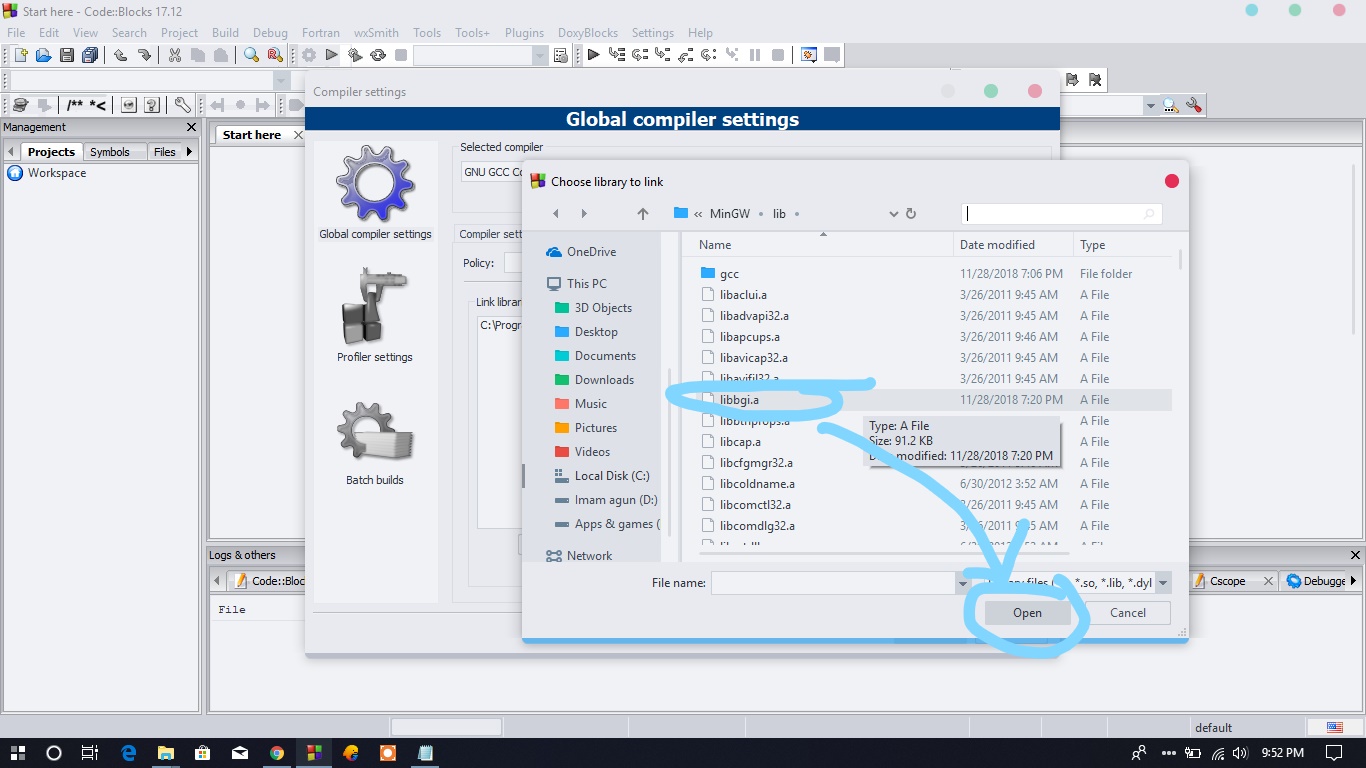 Start here - Code::Blocks 17.12
File Edit View Search Project Build Debug Fortran wxSmith Tools Tools+ Plugins DoxyBlocks Settings Help
/** *<
Management
Projects Symbols Files
Workspace
Start here
Compiler settings
Global compiler settings
Global compiler settings
Profiler settings
Batch builds
Selected compiler
GNU GCC
Policy:
C:\Progr
Choose library to link
« MinGW lib
Name Date modified Type
OneDrive
This PC
3D Objects
Desktop
Documents
Downloads
Music
Pictures
Videos
Local Disk (C:)
Imam agun (D:)
Apps & games (
Network
gcc 11/28/2018 7:06 PM File folder
libaclui.a 3/26/2011 9:45 AM A File
libadvapi32.a 3/26/2011 9:45 AM A File
libapcups.a 3/26/2011 9:46 AM A File
libavicap32.a 3/26/2011 9:45 AM A File
libavifil32.a 3/26/2011 9:45 AM A File
libbgi.a 11/28/2018 7:20 PM A File
libbthprops.a A File
libcap.a A File
libcfgmgr32.a A File
libcoldname.a 6/30/2012 3:52 AM A File
libcomctl32.a 3/26/2011 9:45 AM A File
libcomdlg32.a 3/26/2011 9:45 AM A File
Type: A File
Size: 91.2 KB
modified: 11/28/2018 7:20 PM
File name:
files *.so, *.lib, *.dyl
Open Cancel
Logs & others
Code::Bloc Cscope Debugge
File
default
9:52 PM